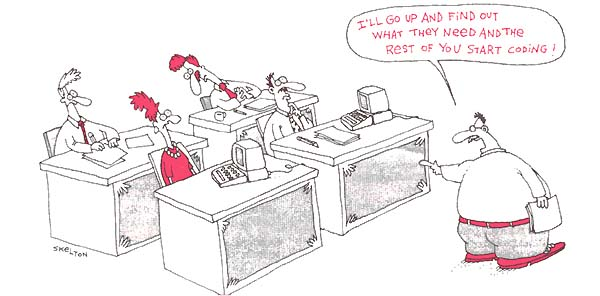 I'LL GO UP AND FIND OUT
WHAT THEY NEED AND THE
REST OF YOU START CODING!
SKELTON